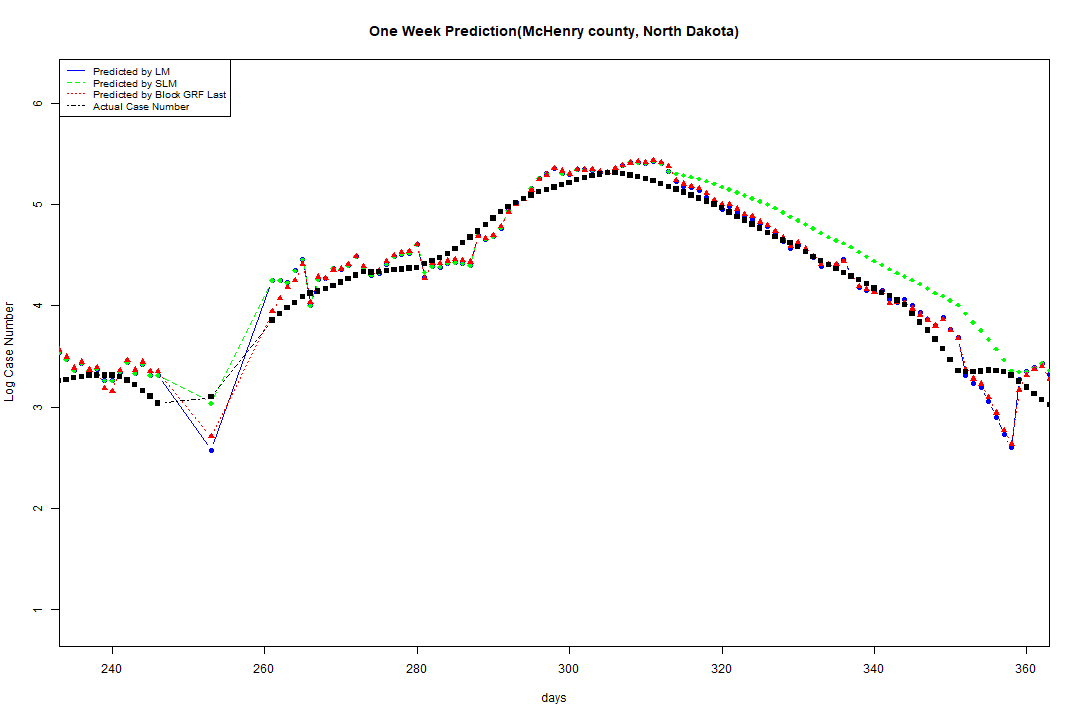 One Week Prediction(McHenry county, North Dakota)
Predicted by LM
Predicted by SLM
Predicted by Block GRF Last
Actual Case Number
6
5
4
3
2
1
Log Case Number
240 260 280 300 320 340 360
days